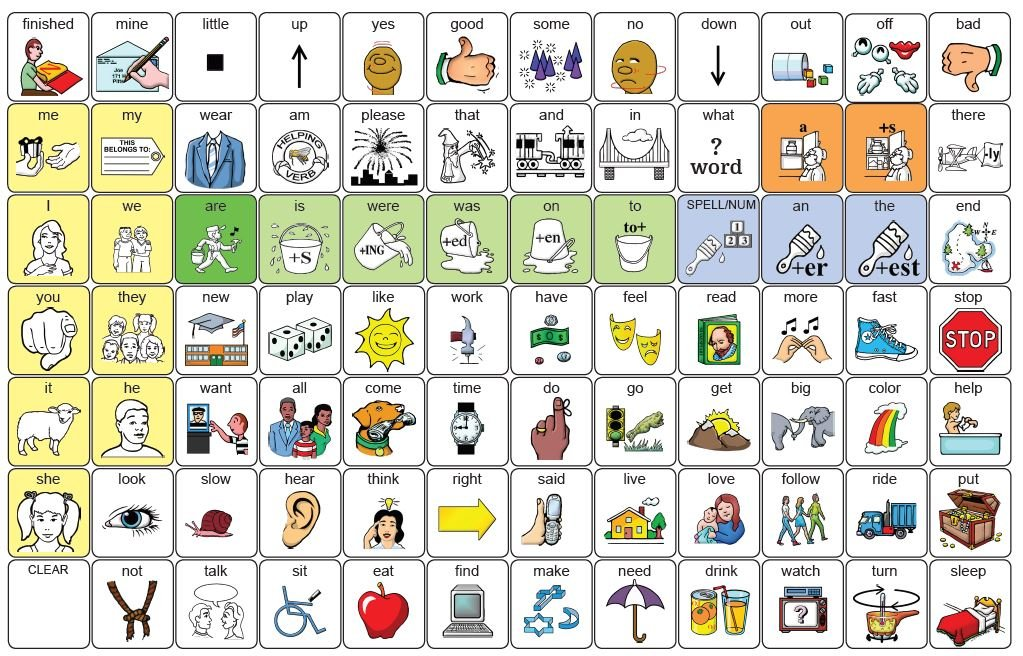 finished mine little up yes good some no down out off bad
Joe
171 H
Pitts
me my wear am please that and in what a +s there
THIS
BELONGS TO:
HELPING
VERB
?
word
-ly
I we are is were was on to SPELL/NUM an the end
+S +ING +ed +en to+ 1 2 3 +er +est N W E
you they new play like work have feel read more fast stop
STOP
it he want all come time do go get big color help
she look slow hear think right said live love follow ride put
CLEAR not talk sit eat find make need drink watch turn sleep
?